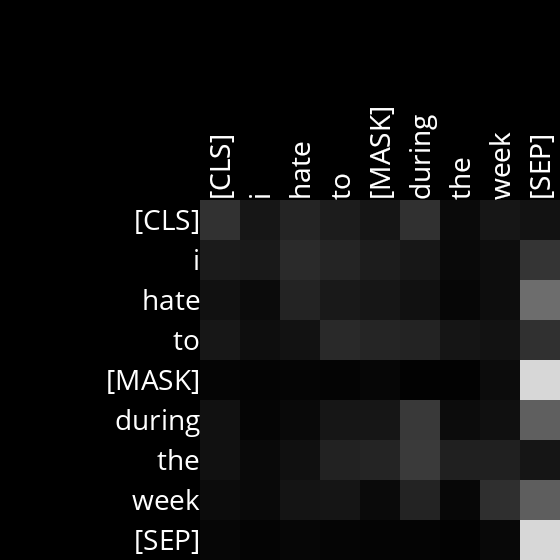 [CLS] i hate to [MASK] during the week [SEP]
[CLS]
i
hate
to
[MASK]
during
the
week
[SEP]